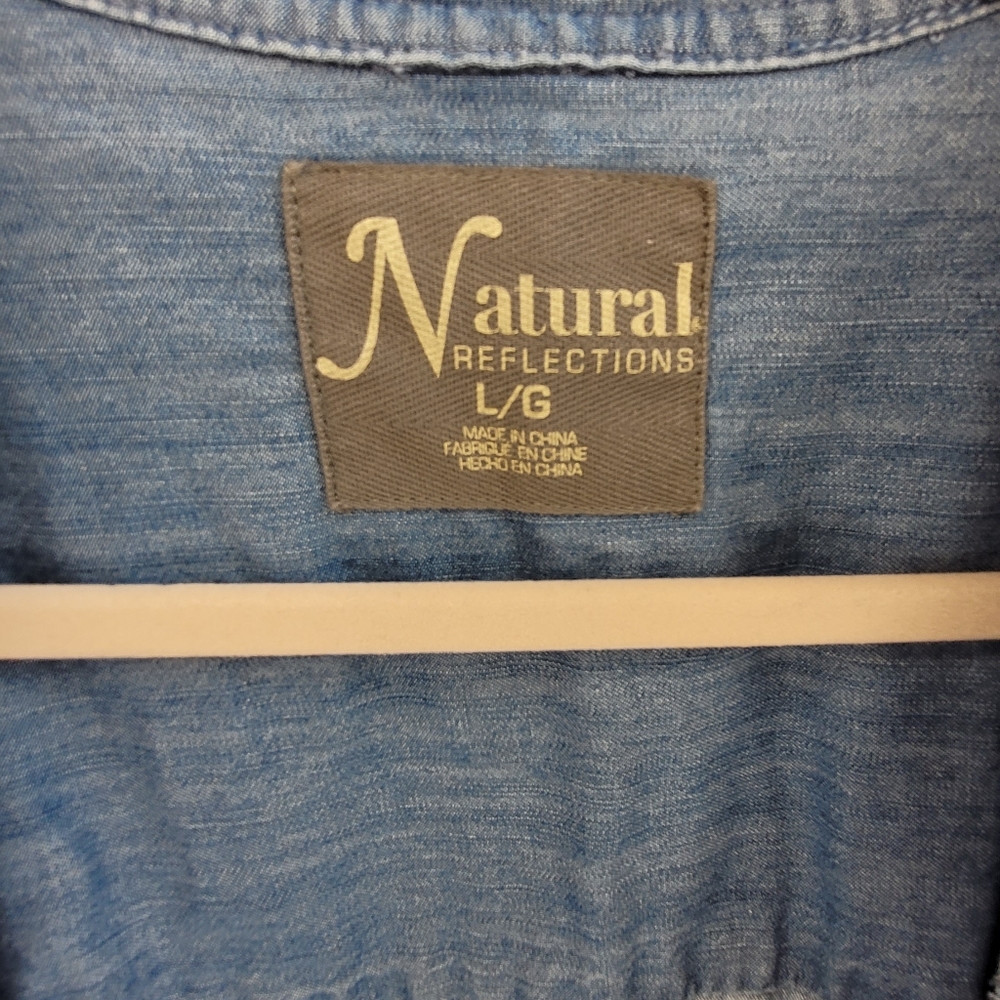 Natural
REFLECTIONS
L/G
MADE IN CHINA
FABRIQUÉ EN CHINE
HECHO EN CHINA